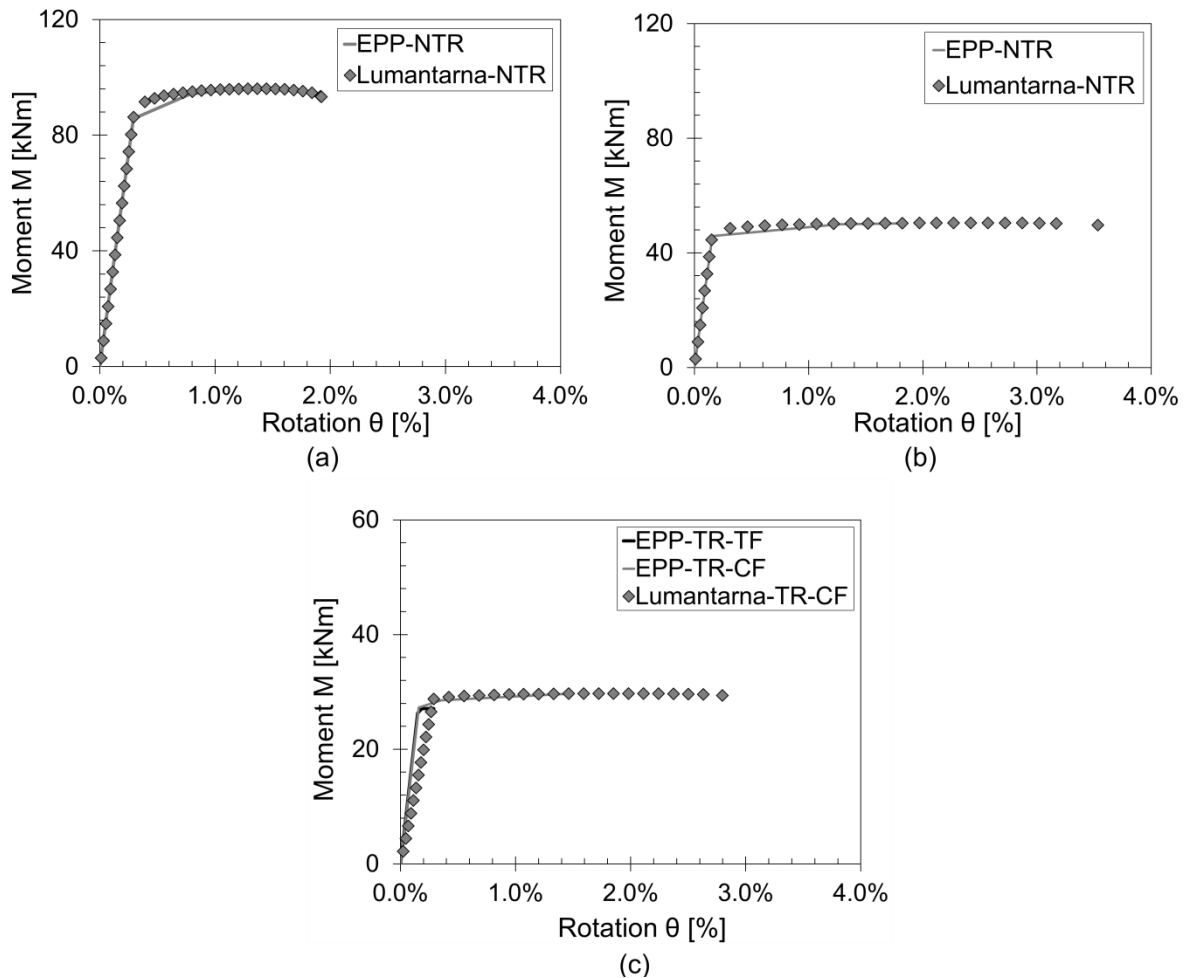 120
80
40
0
Moment M [kNm]
EPP-NTR
Lumantarna-NTR
0.0% 1.0% 2.0% 3.0% 4.0%
Rotation θ [%]
(a)
120
80
40
0
Moment M [kNm]
EPP-NTR
Lumantarna-NTR
0.0% 1.0% 2.0% 3.0% 4.0%
Rotation θ [%]
(b)
60
40
20
0
Moment M [kNm]
EPP-TR-TF
EPP-TR-CF
Lumantarna-TR-CF
0.0% 1.0% 2.0% 3.0% 4.0%
Rotation θ [%]
(c)